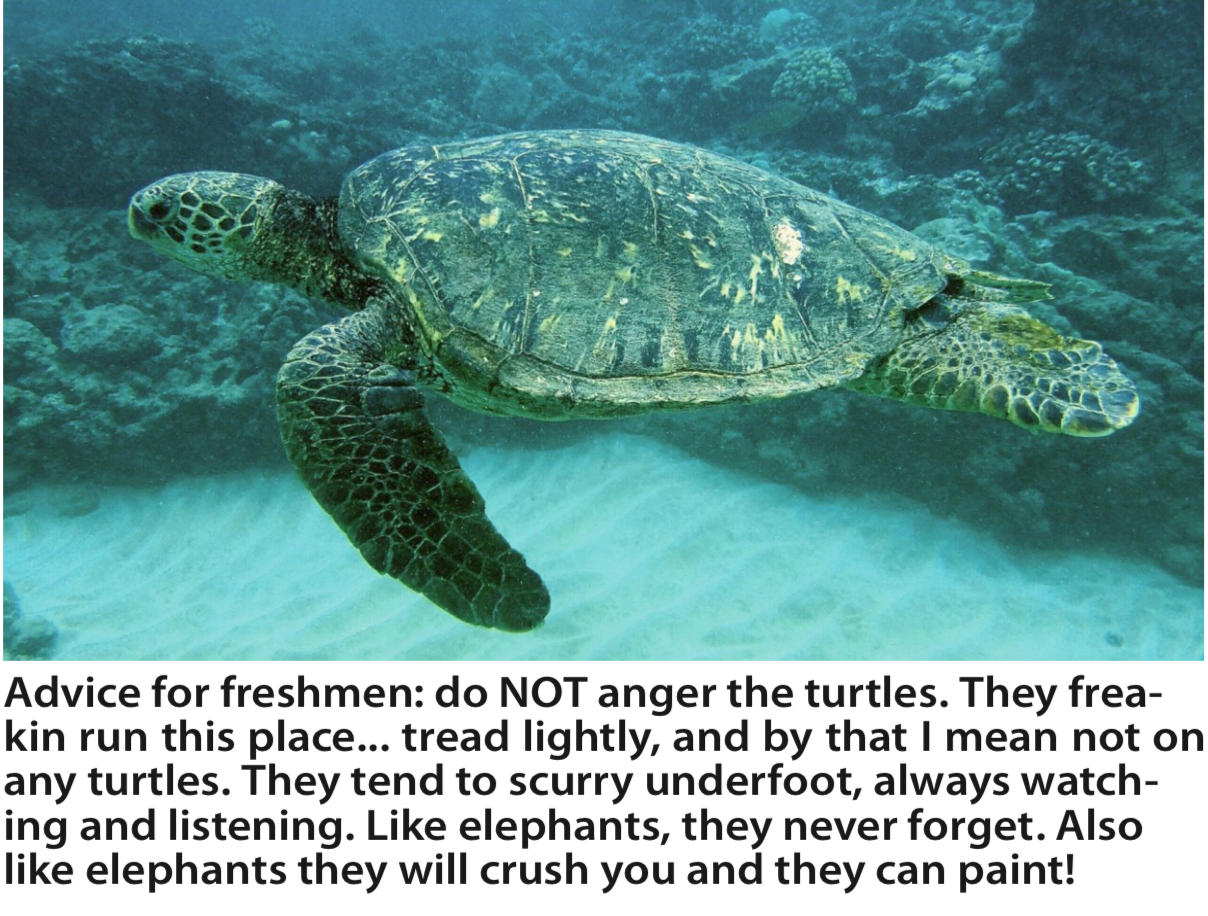 Advice for freshmen: do NOT anger the turtles. They frea-
kin run this place... tread lightly, and by that I mean not on
any turtles. They tend to scurry underfoot, always watch-
ing and listening. Like elephants, they never forget. Also
like elephants they will crush you and they can paint!